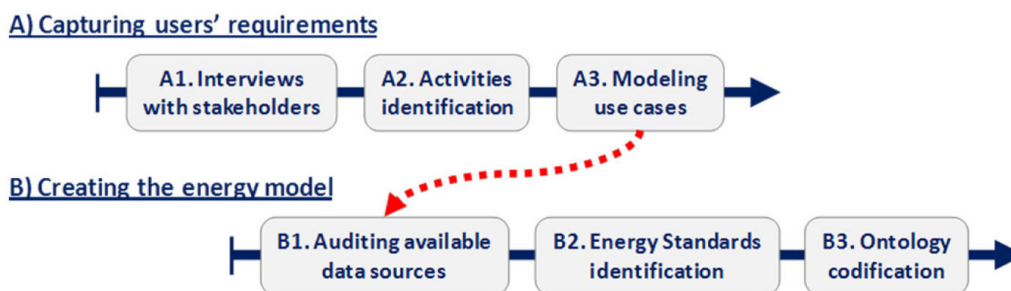 A) Capturing users' requirements
A1. Interviews
with stakeholders
A2. Activities
identification
A3. Modeling
use cases
B) Creating the energy model
B1. Auditing available
data sources
B2. Energy Standards
identification
B3. Ontology
codification